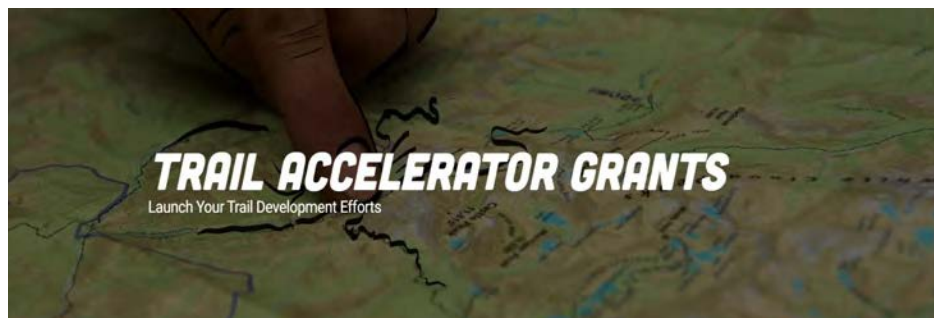 TRAIL ACCELERATOR GRANTS
Launch Your Trail Development Efforts